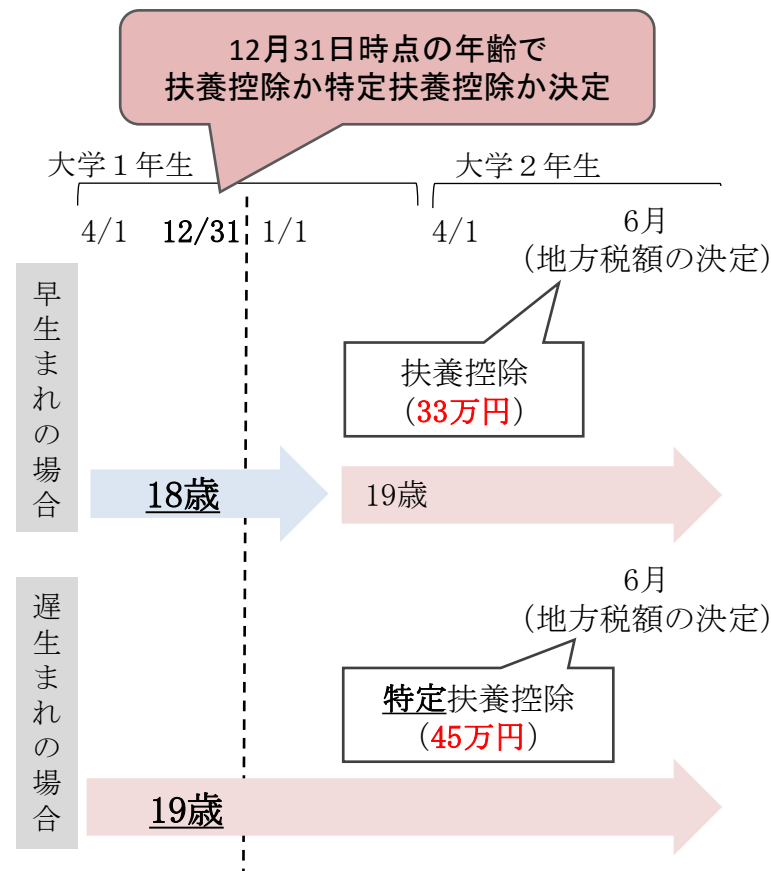 12月31日時点の年齢で
扶養控除か特定扶養控除か決定
大学１年生
大学２年生
4/1
12/31
1/1
4/1
6月
（地方税額の決定）
早生まれの場合
扶養控除
（33万円）
18歳
19歳
遅生まれの場合
6月
（地方税額の決定）
特定扶養控除
（45万円）
19歳